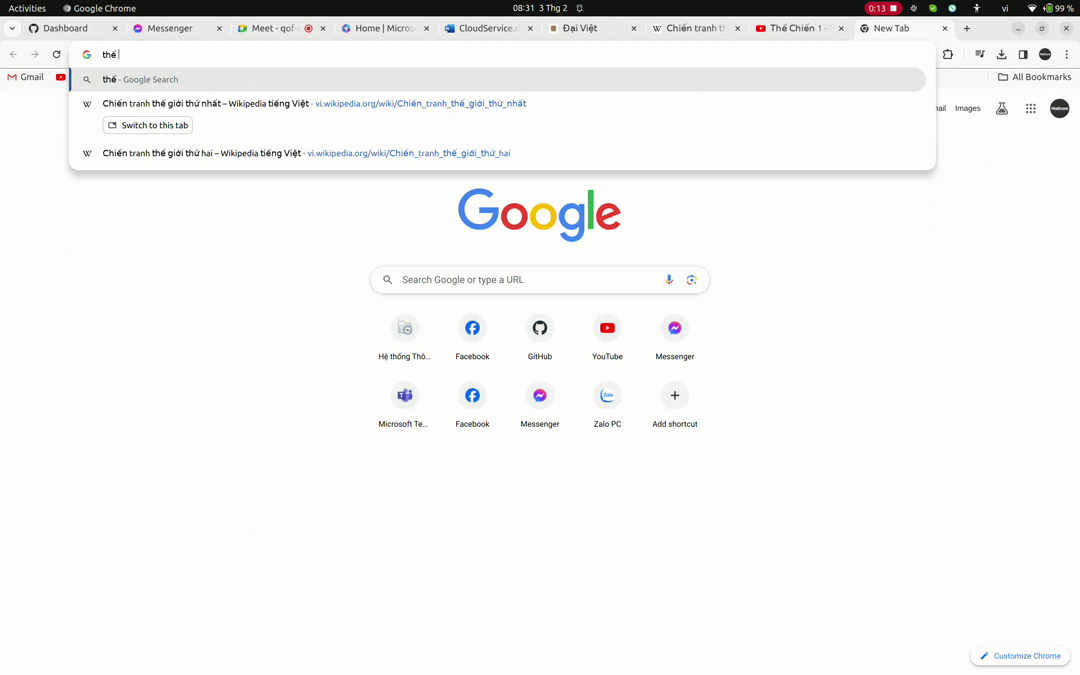 Activities Google Chrome 08:31 3 Thg 2 0:13 vi 99 %
Dashboard Messenger Meet - qof Home | Micros CloudService.c Đại Việt Chiến tranh th Thế Chiến 1 - New Tab
thế
Gmail All Bookmarks
thế - Google Search
Chiến tranh thế giới thứ nhất – Wikipedia tiếng Việt - vi.wikipedia.org/wiki/Chiến_tranh_thế_giới_thứ_nhất
Switch to this tab
Chiến tranh thế giới thứ hai – Wikipedia tiếng Việt - vi.wikipedia.org/wiki/Chiến_tranh_thế_giới_thứ_hai
ail Images
Google
Search Google or type a URL
Hệ thống Thô... Facebook GitHub YouTube Messenger
Microsoft Te... Facebook Messenger Zalo PC Add shortcut
Customize Chrome